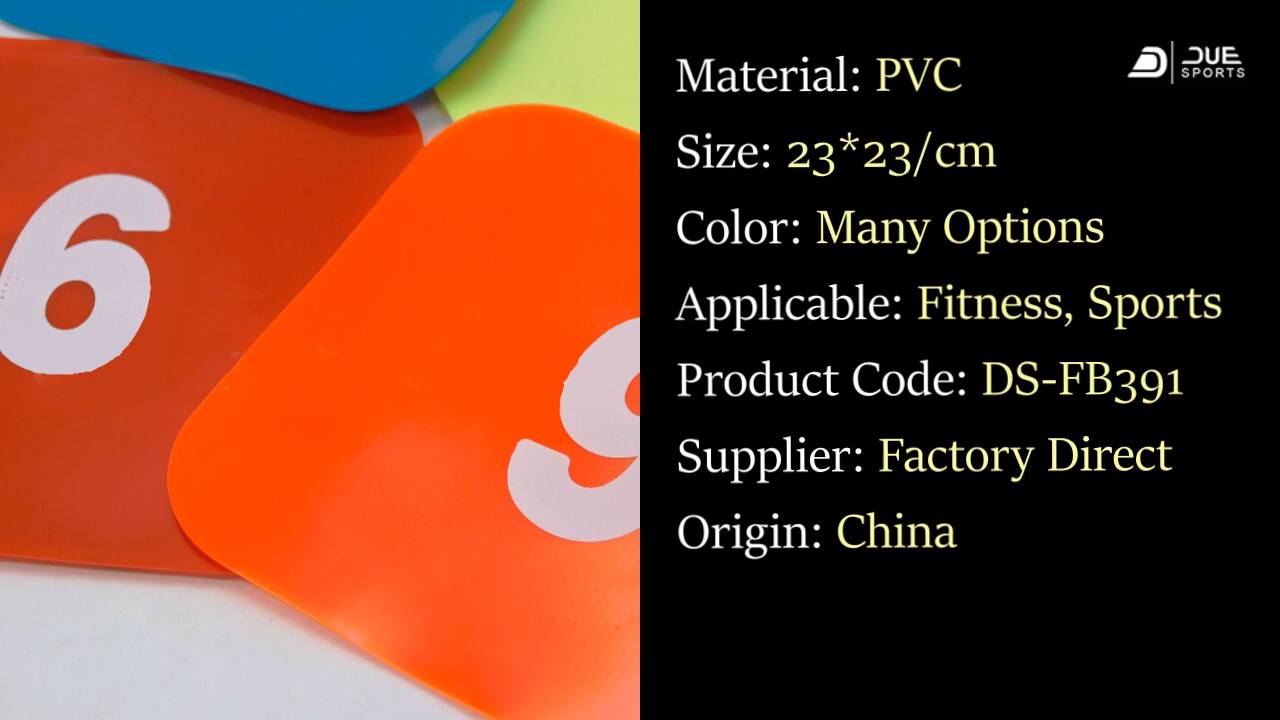 6
9
DUE
SPORTS
Material: PVC
Size: 23*23/cm
Color: Many Options
Applicable: Fitness, Sports
Product Code: DS-FB391
Supplier: Factory Direct
Origin: China